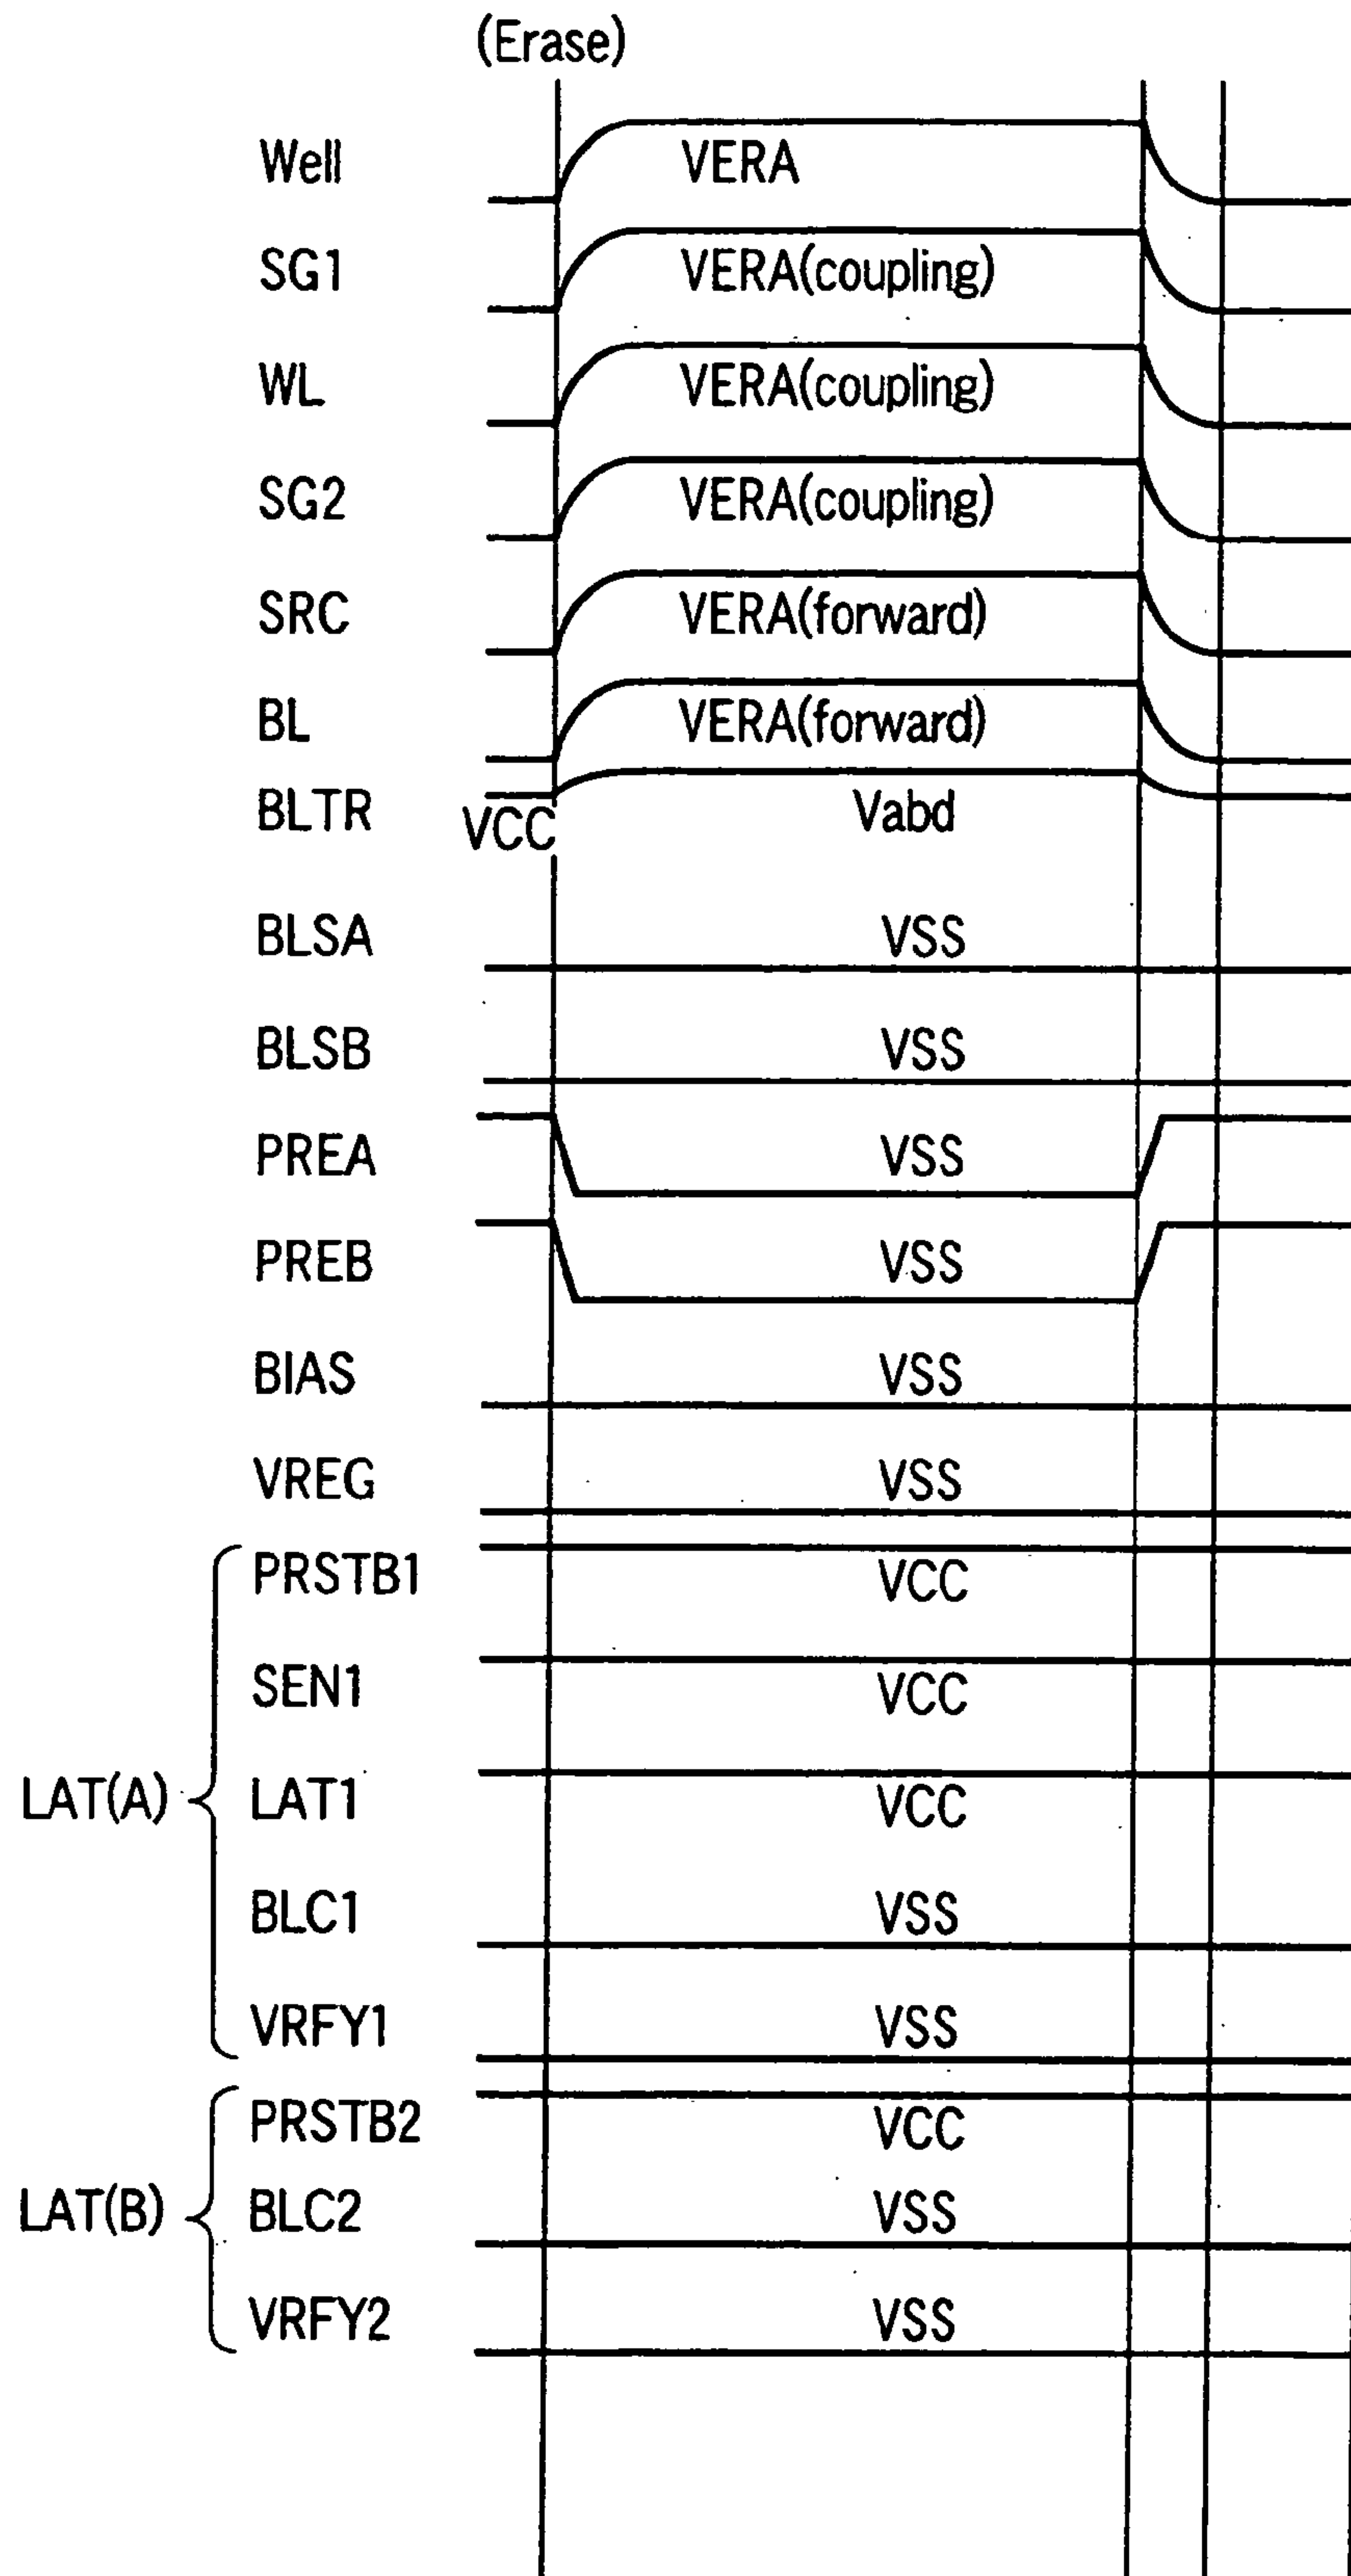 (Erase)
Well VERA
SG1 VERA(coupling)
WL VERA(coupling)
SG2 VERA(coupling)
SRC VERA(forward)
BL VERA(forward)
BLTR VCC Vabd
BLSA VSS
BLSB VSS
PREA VSS
PREB VSS
BIAS VSS
VREG VSS
PRSTB1 VCC
SEN1 VCC
LAT(A) LAT1 VCC
BLC1 VSS
VRFY1 VSS
PRSTB2 VCC
LAT(B) BLC2 VSS
VRFY2 VSS